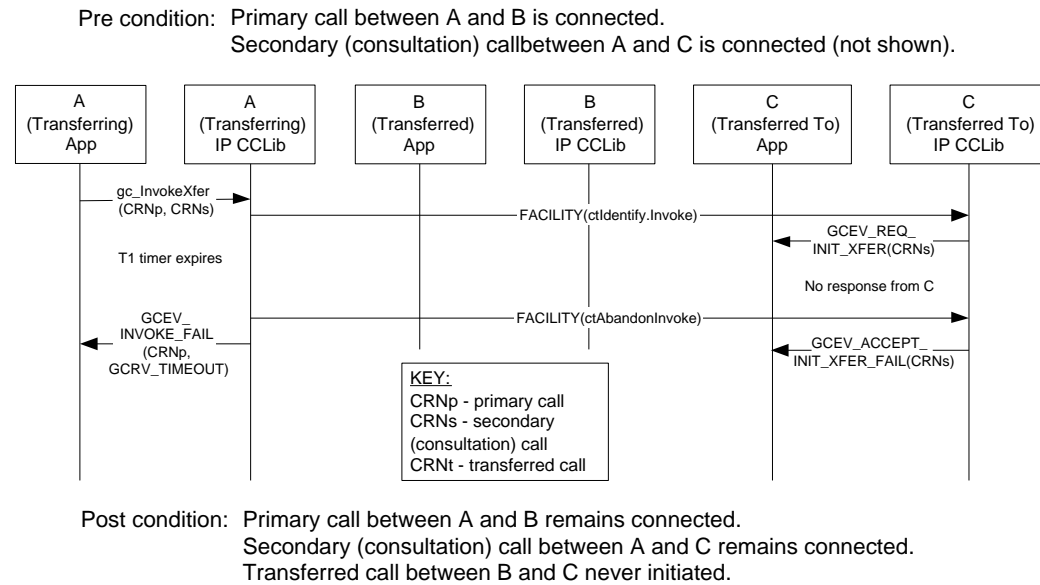 Pre condition: Primary call between A and B is connected.
Secondary (consultation) callbetween A and C is connected (not shown).
A
(Transferring)
App
A
(Transferring)
IP CCLib
B
(Transferred)
App
B
(Transferred)
IP CCLib
C
(Transferred To)
App
C
(Transferred To)
IP CCLib
gc_InvokeXfer
(CRNp, CRNs)
FACILITY(ctIdentify.Invoke)
GCEV_REQ_
INIT_XFER(CRNs)
T1 timer expires
No response from C
FACILITY(ctAbandonInvoke)
GCEV_
INVOKE_FAIL
(CRNp,
GCRV_TIMEOUT)
GCEV_ACCEPT_
INIT_XFER_FAIL(CRNs)
KEY:
CRNp - primary call
CRNs - secondary
(consultation) call
CRNt - transferred call
Post condition: Primary call between A and B remains connected.
Secondary (consultation) call between A and C remains connected.
Transferred call between B and C never initiated.